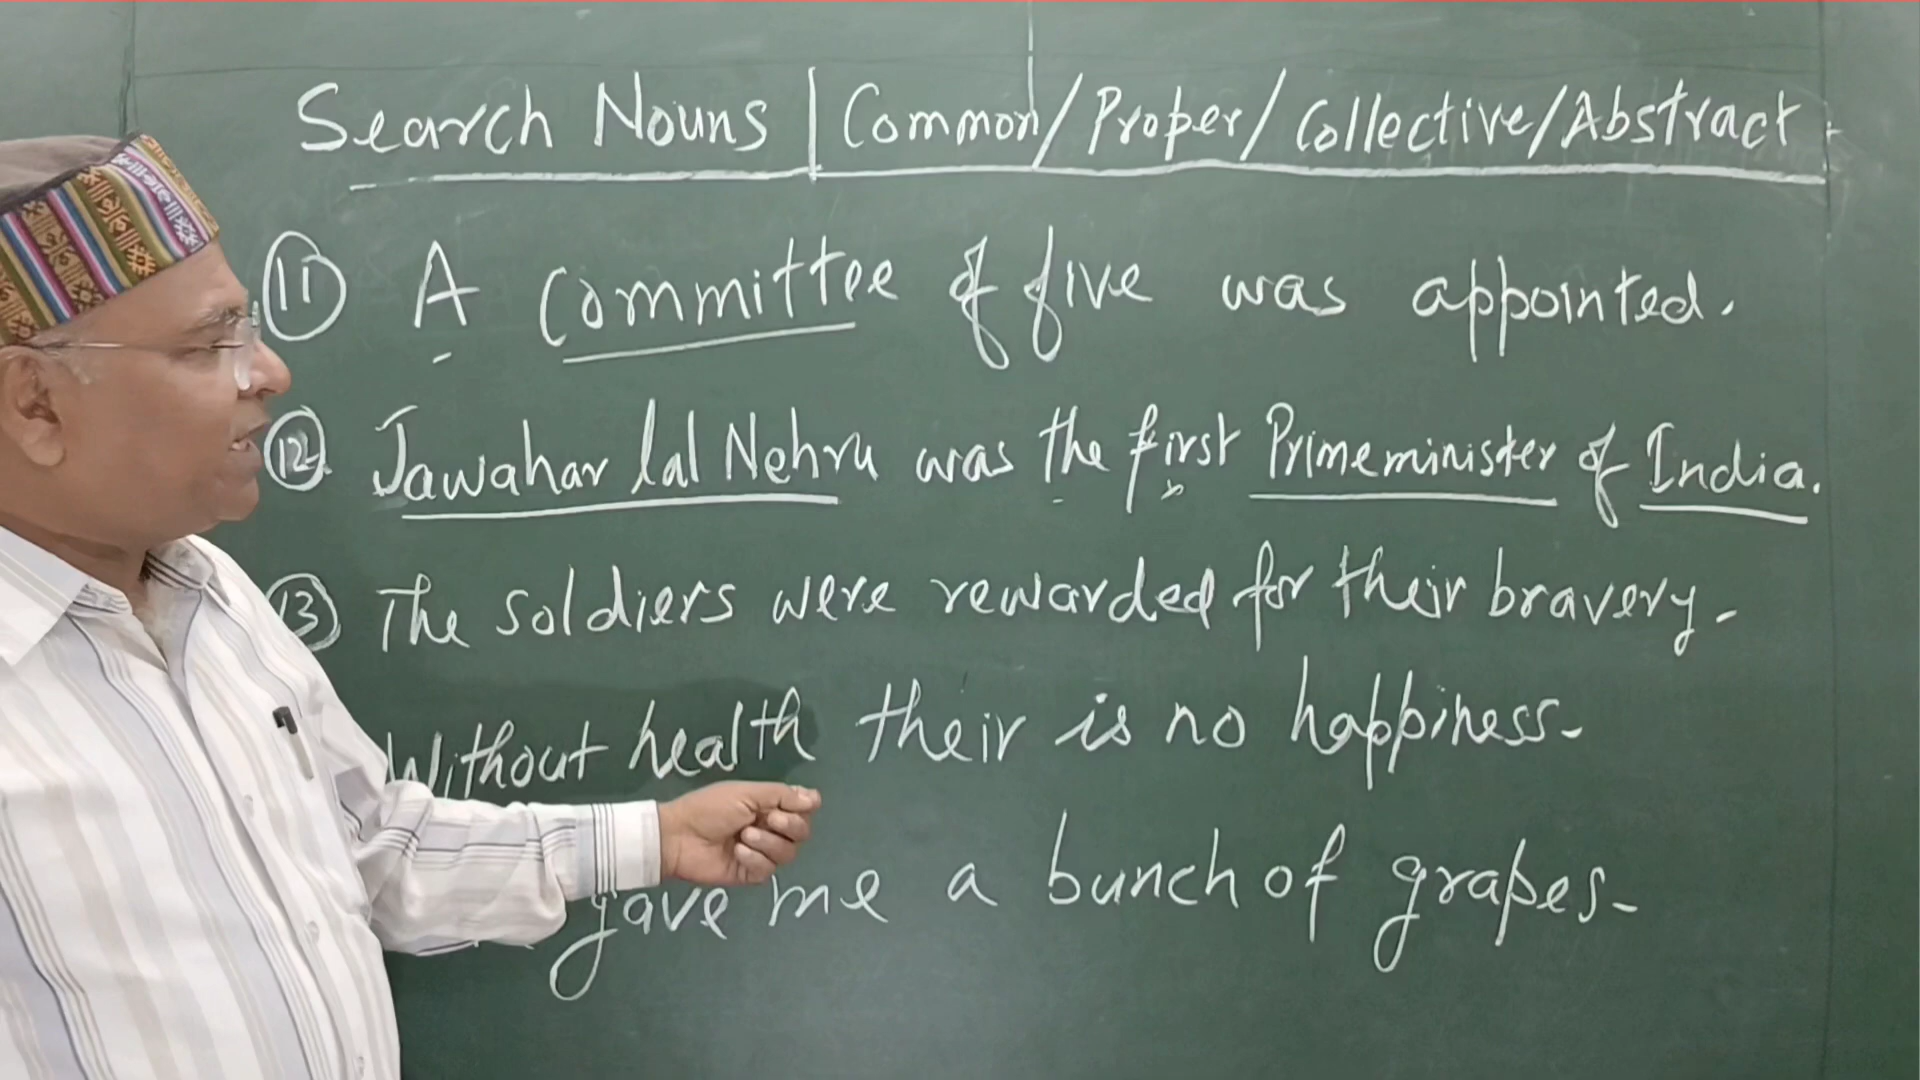 Search Nouns | Common/Proper/Collective/Abstract.
11 A Committee of five was appointed.
12. Jawahar lal Nehru was the first Primeminister of India.
13 The soldiers were rewarded for their bravery.
Without health their is no happiness.
gave me a bunch of grapes.